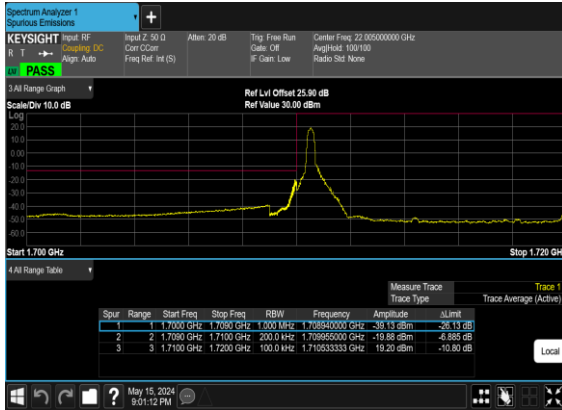 Spectrum Analyzer 1
Spurious Emissions
+
KEYSIGHT Input: RF Input Z: 50 Ω Atten: 20 dB Trig: Free Run Center Freq: 22.005000000 GHz
R T Coupling: DC Corr CCorr Gate: Off Avg|Hold: 100/100
Align: Auto Freq Ref: Int (S) IF Gain: Low Radio Std: None
PASS
3 All Range Graph
Ref Lvl Offset 25.90 dB
Scale/Div 10.0 dB Ref Value 30.00 dBm
Log
20.0
10.0
0.00
-10.0
-20.0
-30.0
-40.0
-50.0
-60.0
Start 1.700 GHz Stop 1.720 GH
4 All Range Table
Measure Trace Trace 1
Trace Type Trace Average (Active)
Spur Range Start Freq Stop Freq RBW Frequency Amplitude ΔLimit
1 1 1.7000 GHz 1.7090 GHz 1.000 MHz 1.708940000 GHz -39.13 dBm -26.13 dB
2 2 1.7090 GHz 1.7100 GHz 200.0 kHz 1.709955000 GHz -19.88 dBm -6.885 dB
3 3 1.7100 GHz 1.7200 GHz 100.0 kHz 1.710533333 GHz 19.20 dBm -10.80 dB
Local
?
May 15, 2024
9:01:12 PM